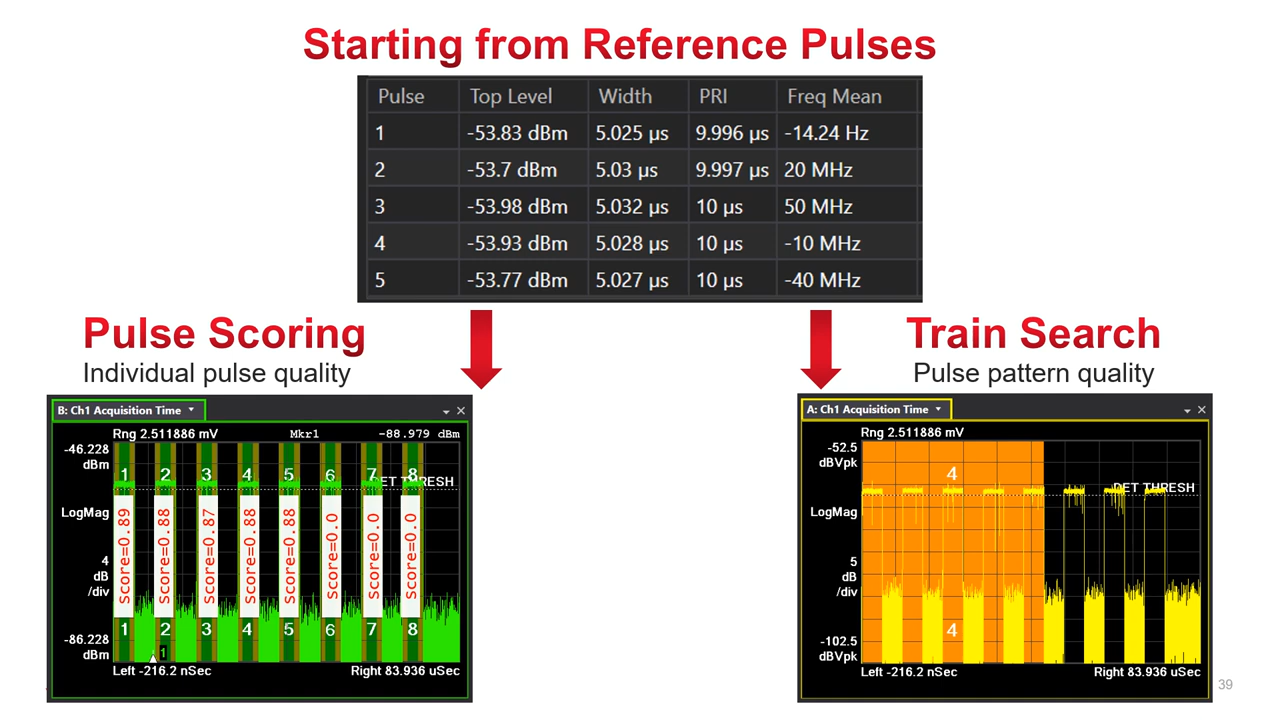 Starting from Reference Pulses
Pulse Top Level Width PRI Freq Mean
1 -53.83 dBm 5.025 µs 9.996 µs -14.24 Hz
2 -53.7 dBm 5.03 µs 9.997 µs 20 MHz
3 -53.98 dBm 5.032 µs 10 µs 50 MHz
4 -53.93 dBm 5.028 µs 10 µs -10 MHz
5 -53.77 dBm 5.027 µs 10 µs -40 MHz
Pulse Scoring
Individual pulse quality
B: Ch1 Acquisition Time
Rng 2.511886 mV Mkr1 -88.979 dBm
-46.228
dBm
1 2 3 4 5 6 7 8
DET THRESH
LogMag
score=0.89
score=0.88
score=0.87
score=0.88
score=0.88
score=0.0
score=0.0
score=0.0
4
dB
/div
1 2 3 4 5 6 7 8
-86.228
dBm
1
Left -216.2 nSec Right 83.936 uSec
Train Search
Pulse pattern quality
A: Ch1 Acquisition Time
Rng 2.511886 mV
-52.5
dBVpk
4
DET THRESH
LogMag
5
dB
/div
4
-102.5
dBVpk
Left -216.2 nSec Right 83.936 uSec
39